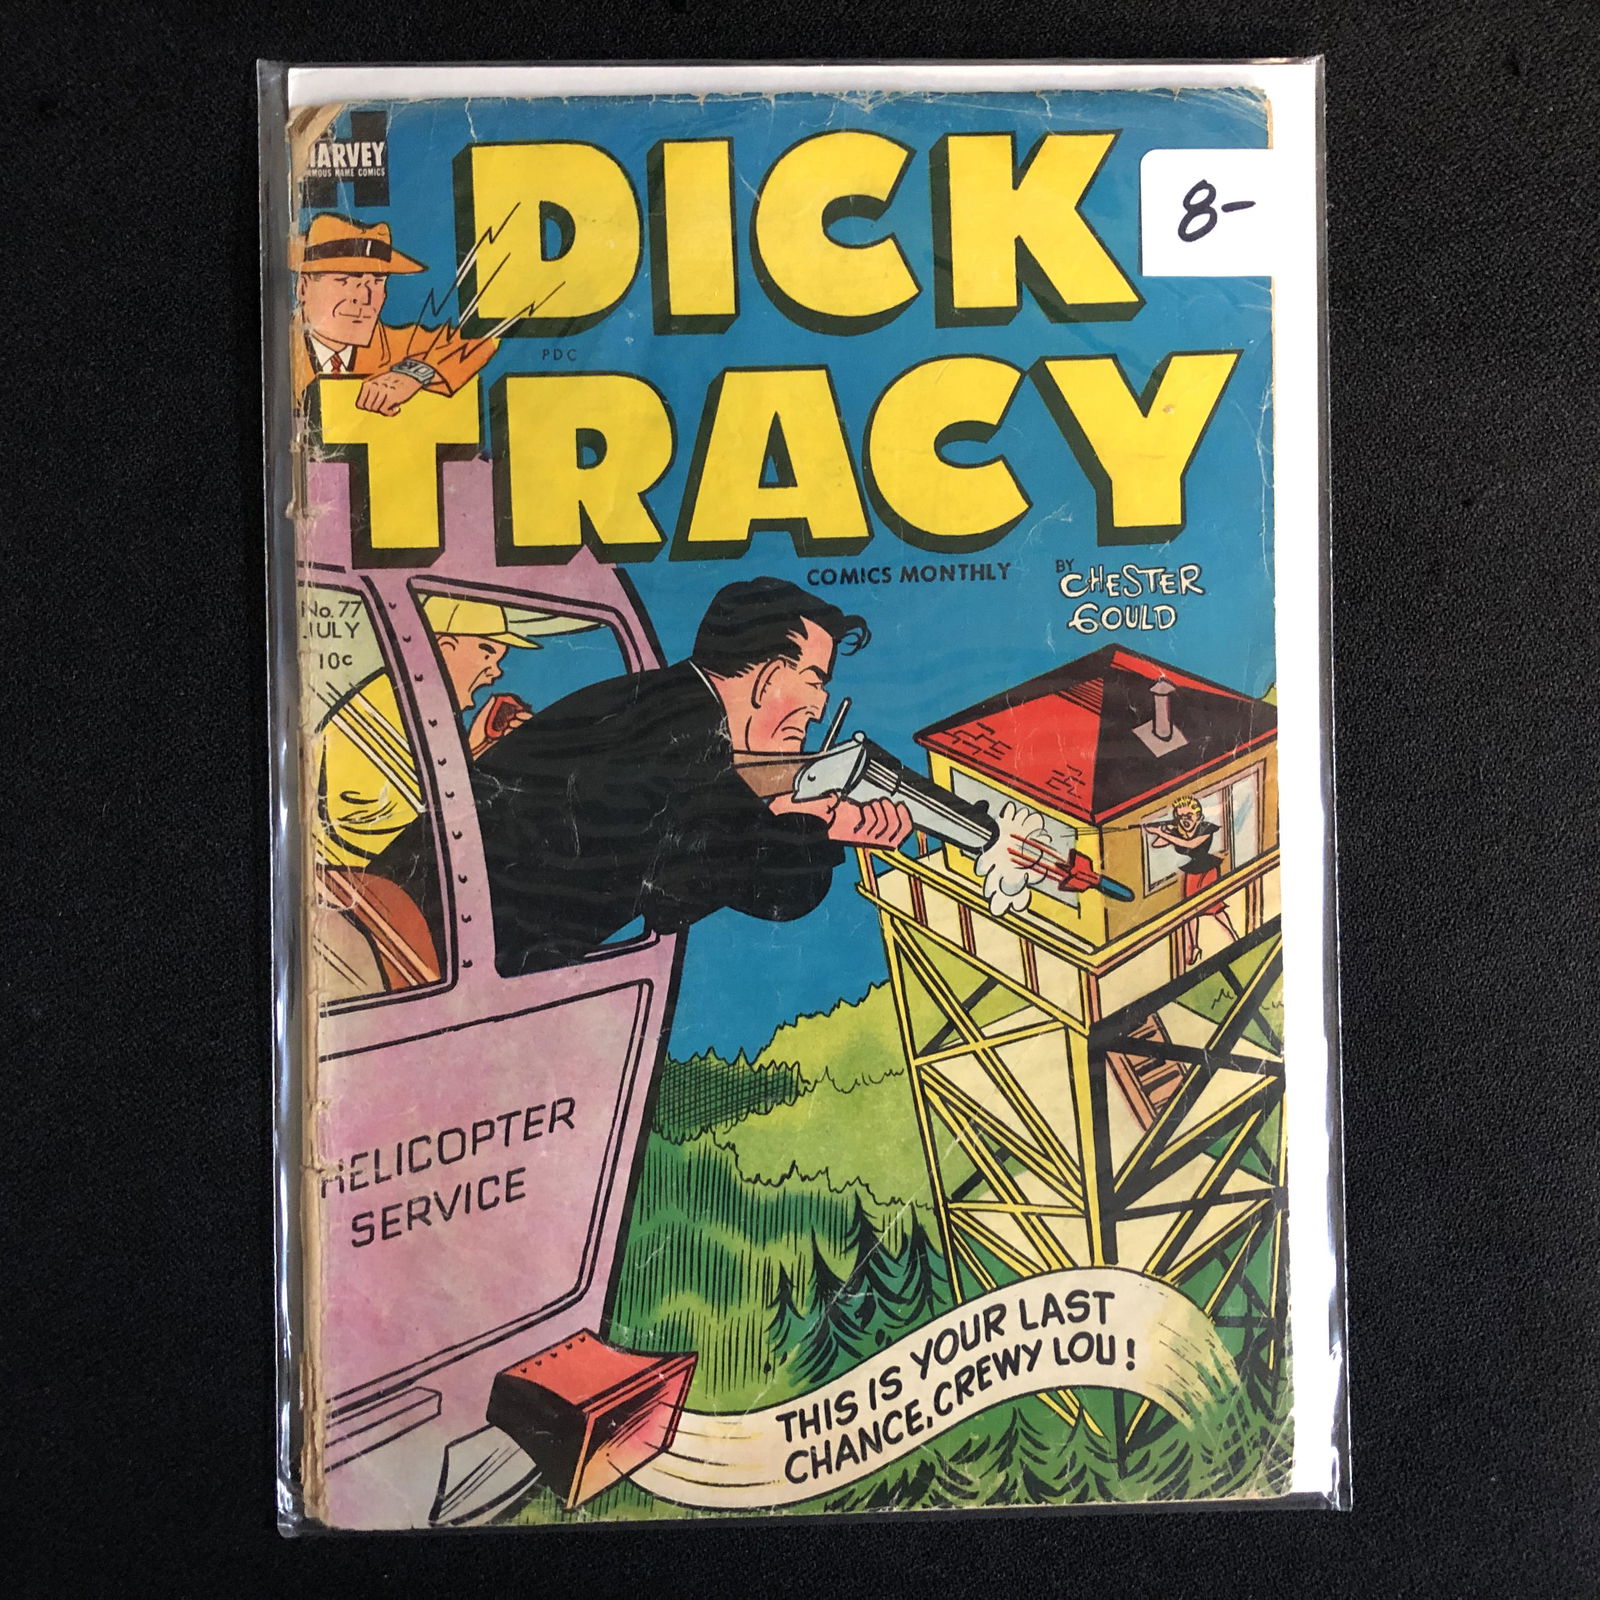 HARVEY
FAMOUS NAME COMICS
DICK
8-
PDC
TRACY
COMICS MONTHLY
BY CHESTER
GOULD
No. 77
JULY
10c
HELICOPTER
SERVICE
THIS IS YOUR LAST
CHANCE, CREWY LOU!